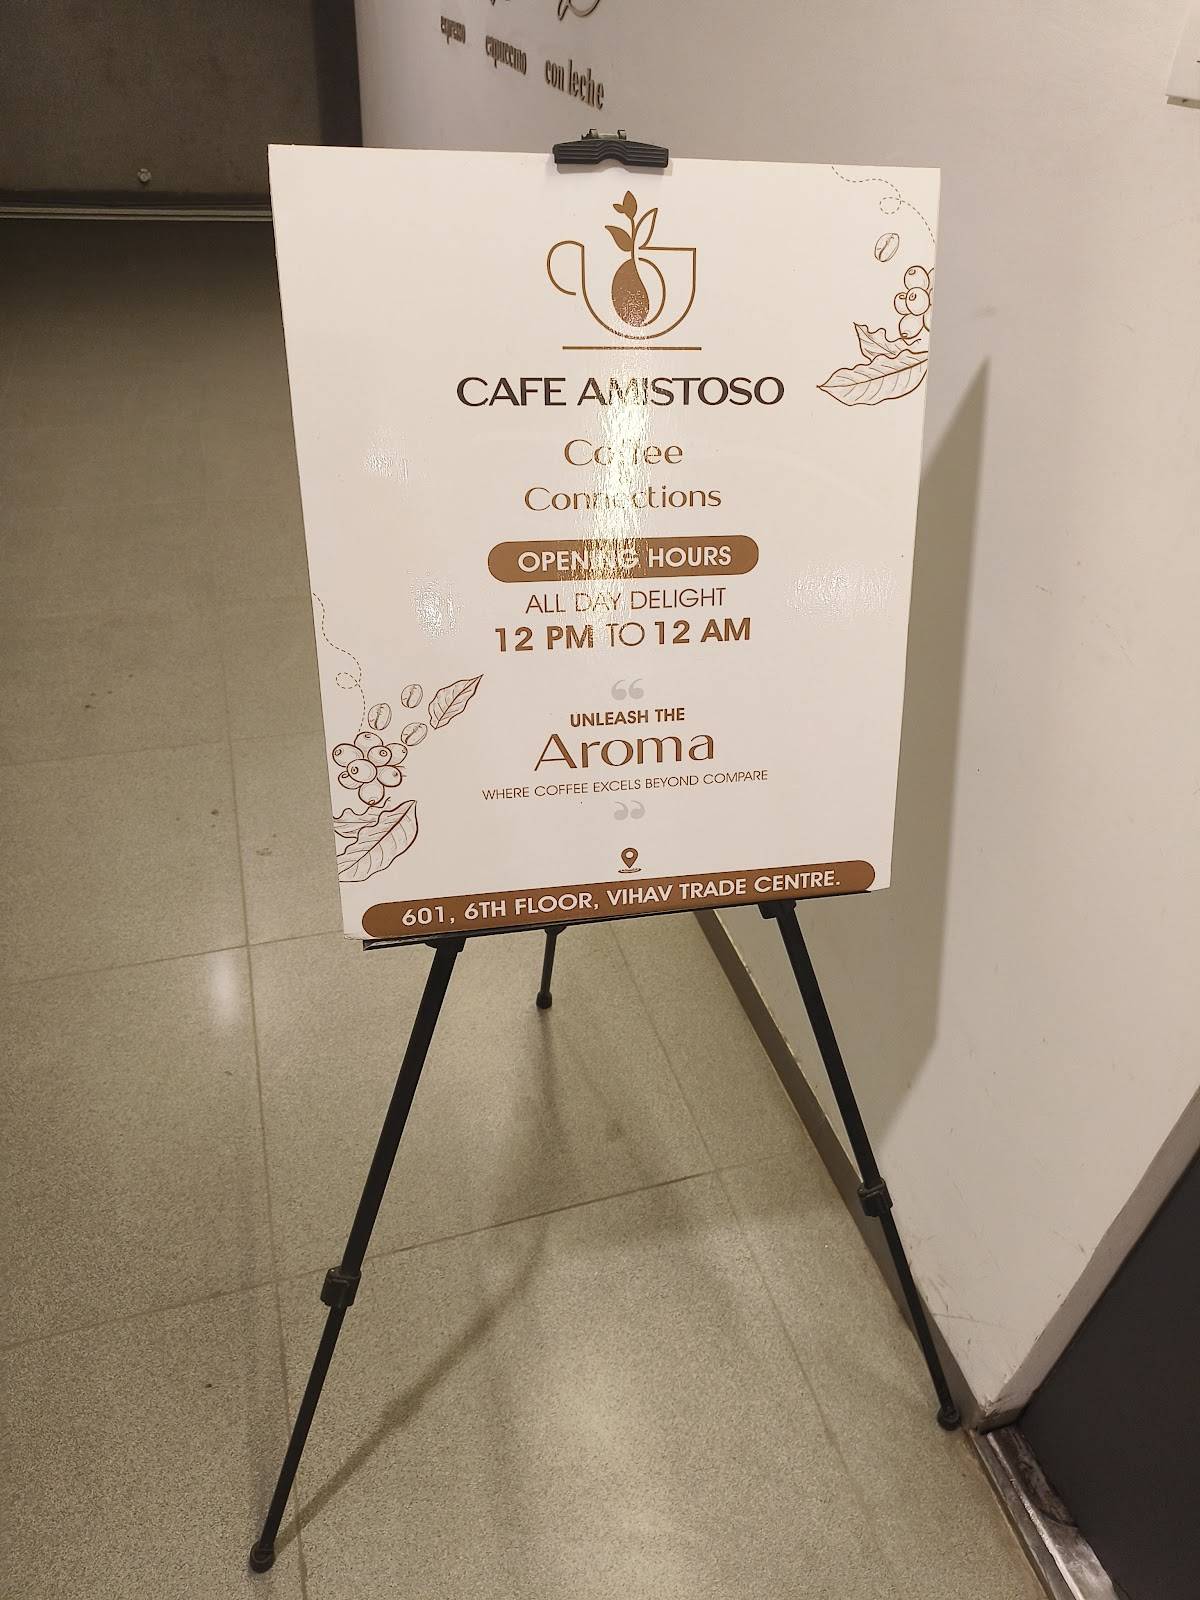 espresso
capuccino
con leche
CAFE AMISTOSO
Coffee
Connections
OPENING HOURS
ALL DAY DELIGHT
12 PM TO 12 AM
“
UNLEASH THE
Aroma
WHERE COFFEE EXCELS BEYOND COMPARE
”
601, 6TH FLOOR, VIHAV TRADE CENTRE.